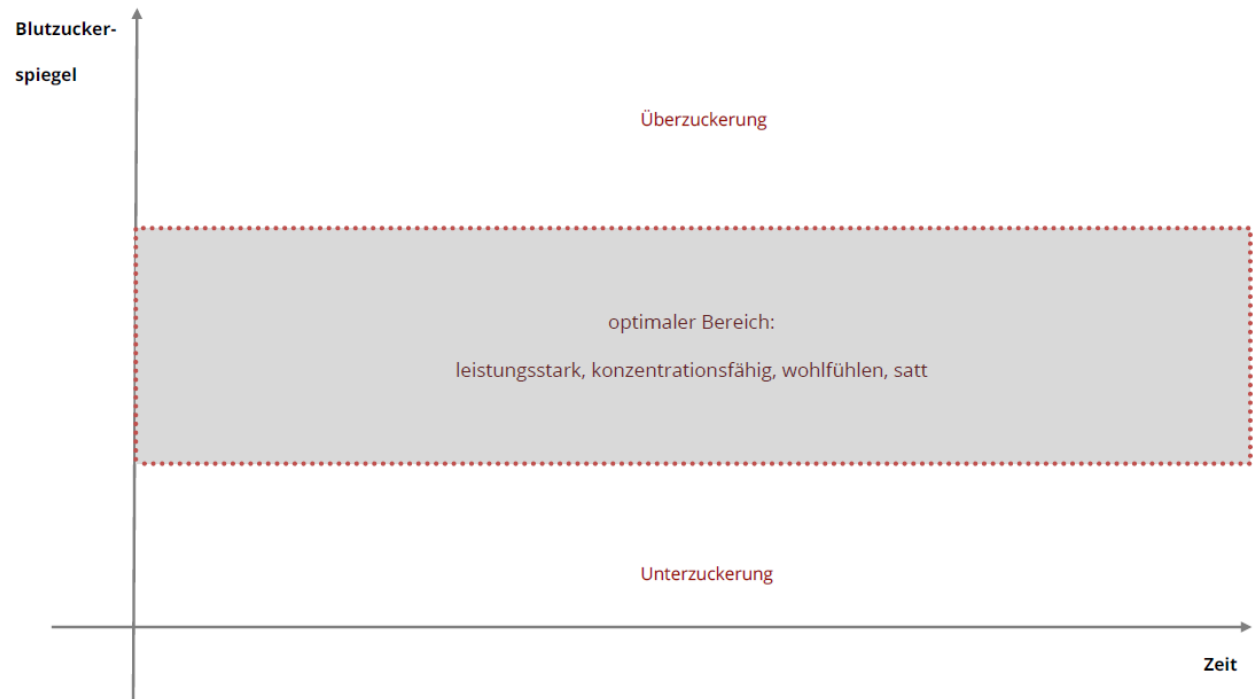 Blutzucker-
spiegel
Überzuckerung
optimaler Bereich:
leistungsstark, konzentrationsfähig, wohlfühlen, satt
Unterzuckerung
Zeit